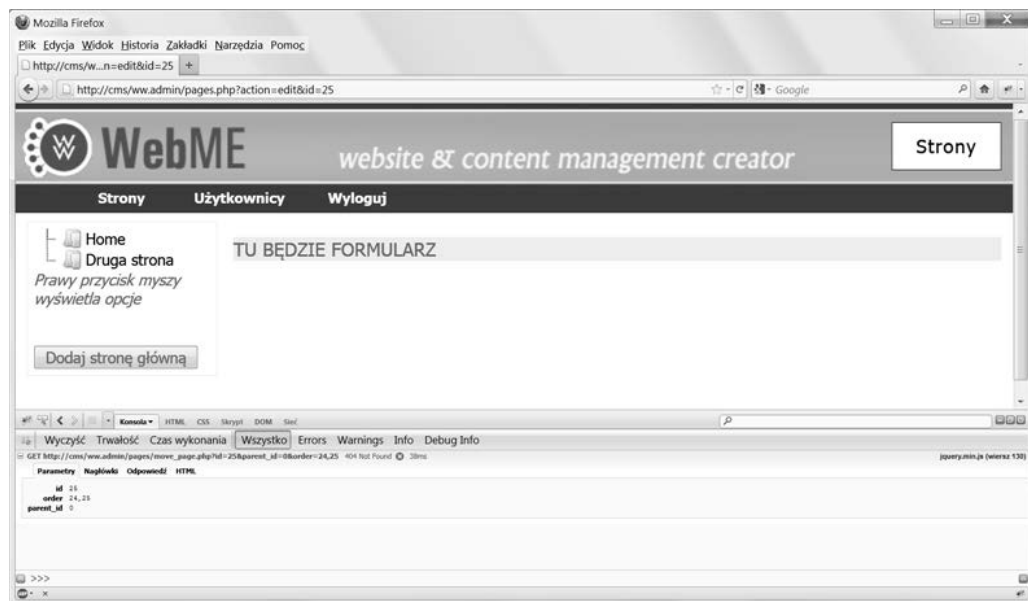 Mozilla Firefox
Plik Edycja Widok Historia Zakładki Narzędzia Pomoc
http://cms/w...n=edit&id=25 +
http://cms/ww.admin/pages.php?action=edit&id=25 Google
WebME website & content management creator Strony
Strony Użytkownicy Wyloguj
Home
Druga strona
Prawy przycisk myszy
wyświetla opcje
TU BĘDZIE FORMULARZ
Dodaj stronę główną
Konsola HTML CSS Skrypt DOM Sieć
Wyczyść Trwałość Czas wykonania Wszystko Errors Warnings Info Debug Info
GET http://cms/ww.admin/pages/move_page.php?id=25&parent_id=0&order=24,25 404 Not Found 38ms jquery.min.js (wiersz 130)
Parametry Nagłówki Odpowiedź HTML
id 25
order 24,25
parent_id 0
>>>